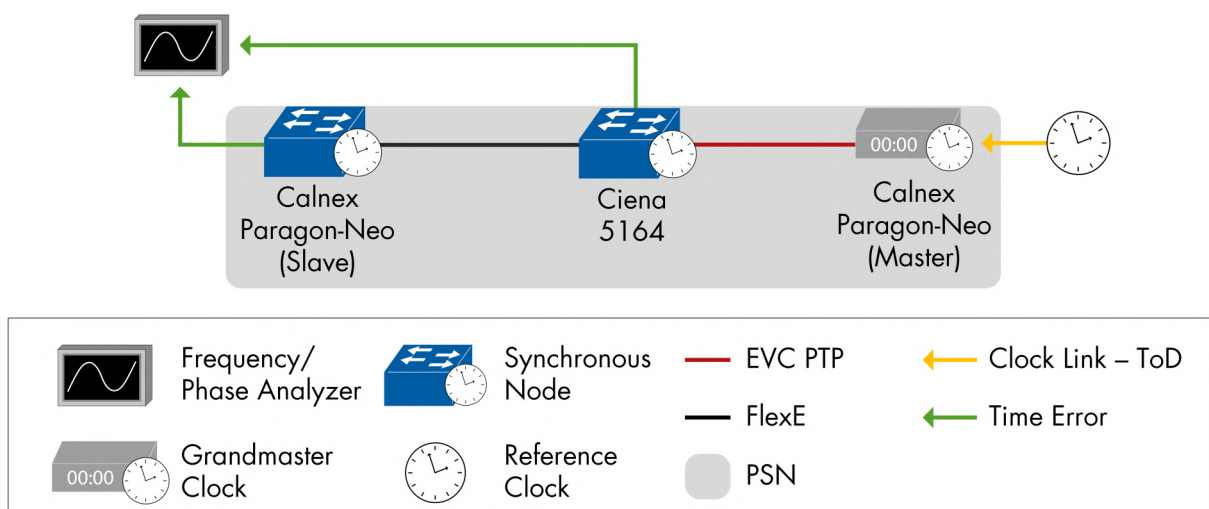 00:00
Calnex
Paragon-Neo
(Slave)
Ciena
5164
Calnex
Paragon-Neo
(Master)
Frequency/
Phase Analyzer
Synchronous
Node
EVC PTP
Clock Link – ToD
FlexE
Time Error
00:00
Grandmaster
Clock
Reference
Clock
PSN